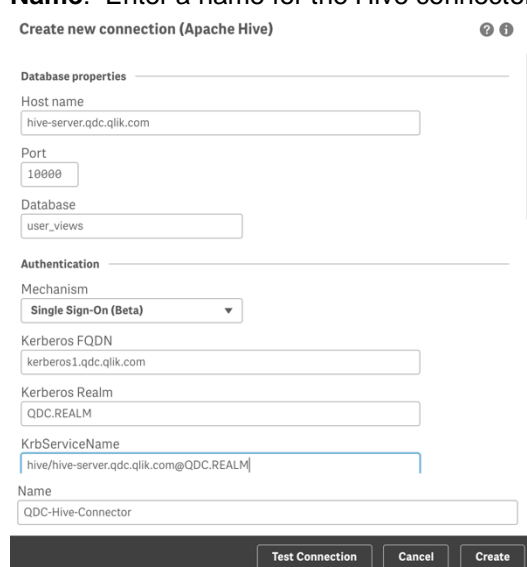 Name: Enter a name for the Hive connector
Create new connection (Apache Hive)
Database properties
Host name
hive-server.qdc.qlik.com
Port
10000
Database
user_views
Authentication
Mechanism
Single Sign-On (Beta)
Kerberos FQDN
kerberos1.qdc.qlik.com
Kerberos Realm
QDC.REALM
KrbServiceName
hive/hive-server.qdc.qlik.com@QDC.REALM
Name
QDC-Hive-Connector
Test Connection Cancel Create